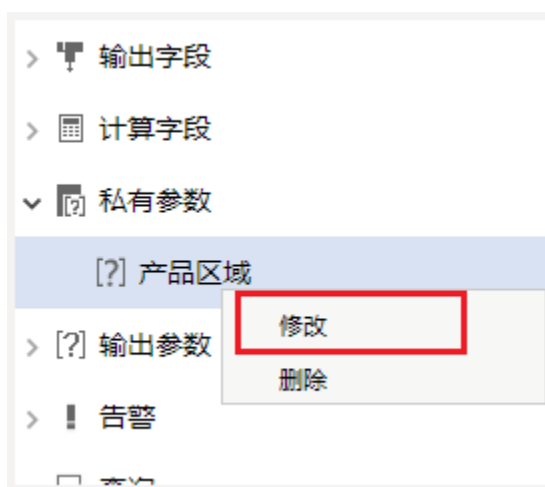 输出字段
计算字段
私有参数
[?] 产品区域
修改
[?] 输出参数
删除
告警